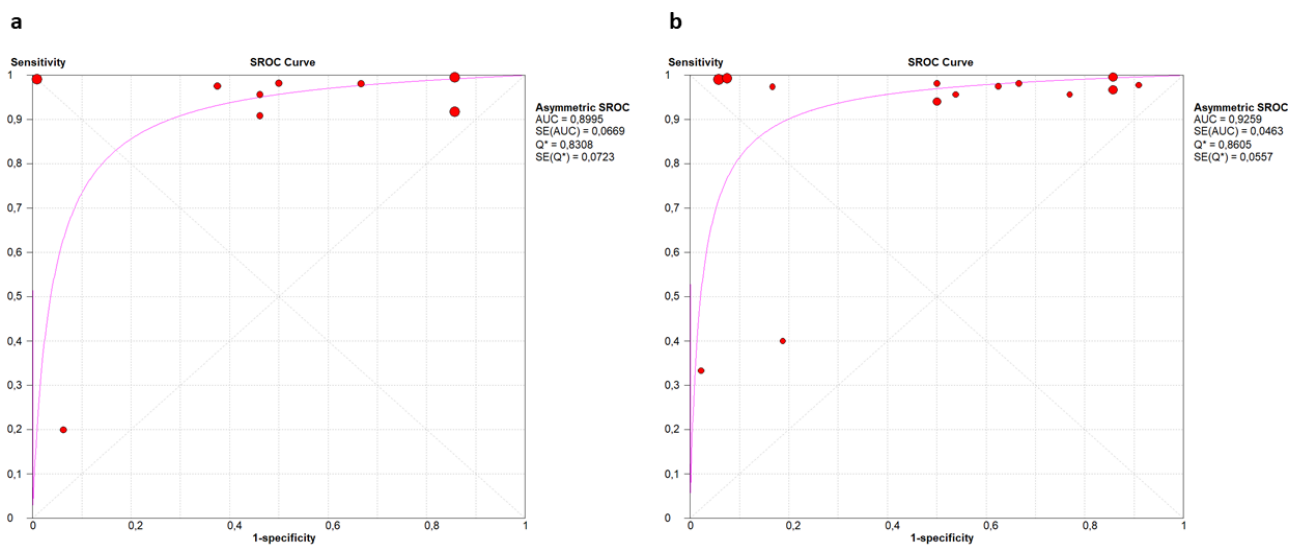 a
Sensitivity
SROC Curve
1
0,9
0,8
0,7
0,6
0,5
0,4
0,3
0,2
0,1
0
0 0,2 0,4 0,6 0,8 1
1-specificity
Asymmetric SROC
AUC = 0,8995
SE(AUC) = 0,0669
Q* = 0,8308
SE(Q*) = 0,0723
b
Sensitivity
SROC Curve
1
0,9
0,8
0,7
0,6
0,5
0,4
0,3
0,2
0,1
0
0 0,2 0,4 0,6 0,8 1
1-specificity
Asymmetric SROC
AUC = 0,9259
SE(AUC) = 0,0463
Q* = 0,8605
SE(Q*) = 0,0557